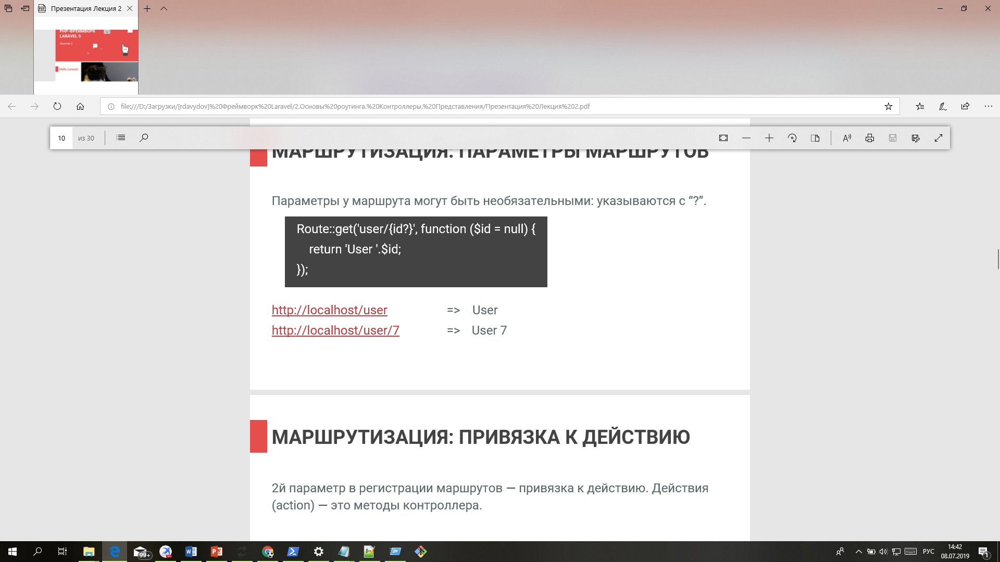 Презентация Лекция 2
PHP-ФРЕЙМВОРК
LARAVEL 5
Занятие 2
Hello Laravel
file:///D:/Загрузки/[rdavydov]%20Фреймворк%20Laravel/2.Основы%20роутинга.%20Контроллеры.%20Представления/Презентация%20Лекция%202.pdf
10 из 30
МАРШРУТИЗАЦИЯ: ПАРАМЕТРЫ МАРШРУТОВ
Параметры у маршрута могут быть необязательными: указываются с “?”.
Route::get('user/{id?}', function ($id = null) {
return 'User '.$id;
});
http://localhost/user => User
http://localhost/user/7 => User 7
МАРШРУТИЗАЦИЯ: ПРИВЯЗКА К ДЕЙСТВИЮ
2й параметр в регистрации маршрутов — привязка к действию. Действия
(action) — это методы контроллера.
99+
РУС
14:42
08.07.2019
1